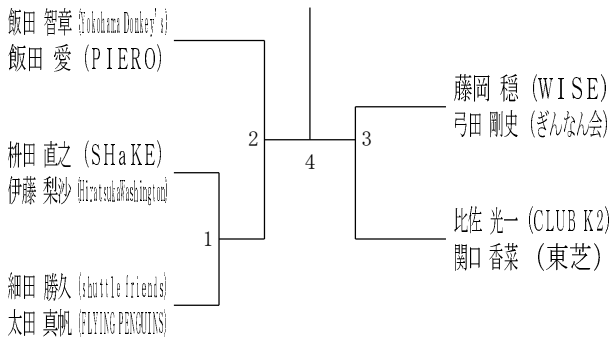 飯田 智章 (Yokohama Donkey's)
飯田 愛 (PIERO)
枡田 直之 (SHaKE)
伊藤 梨沙 (HiratsukaWashington)
細田 勝久 (shuttle friends)
太田 真帆 (FLYING PENGUINS)
1
2
4
3
藤岡 穏 (WISE)
弓田 剛史 (ぎんなん会)
比佐 光一 (CLUB K2)
関口 香菜 (東芝)